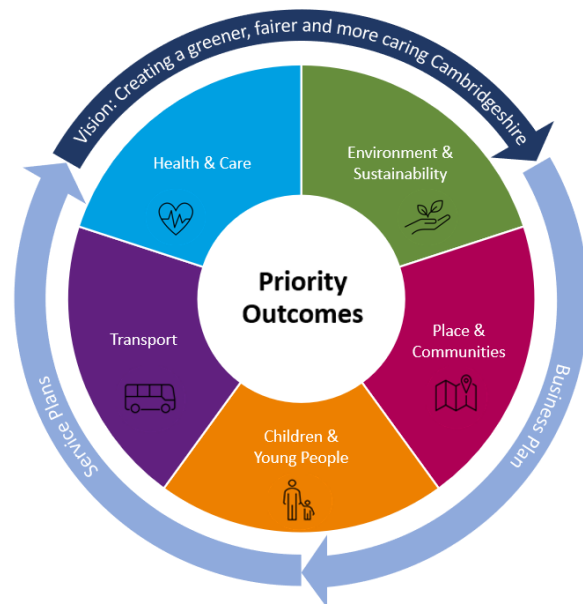 Vision: Creating a greener, fairer and more caring Cambridgeshire
Health & Care
Environment &
Sustainability
Priority
Outcomes
Transport
Place &
Communities
Children &
Young People
Service Plans
Business Plan